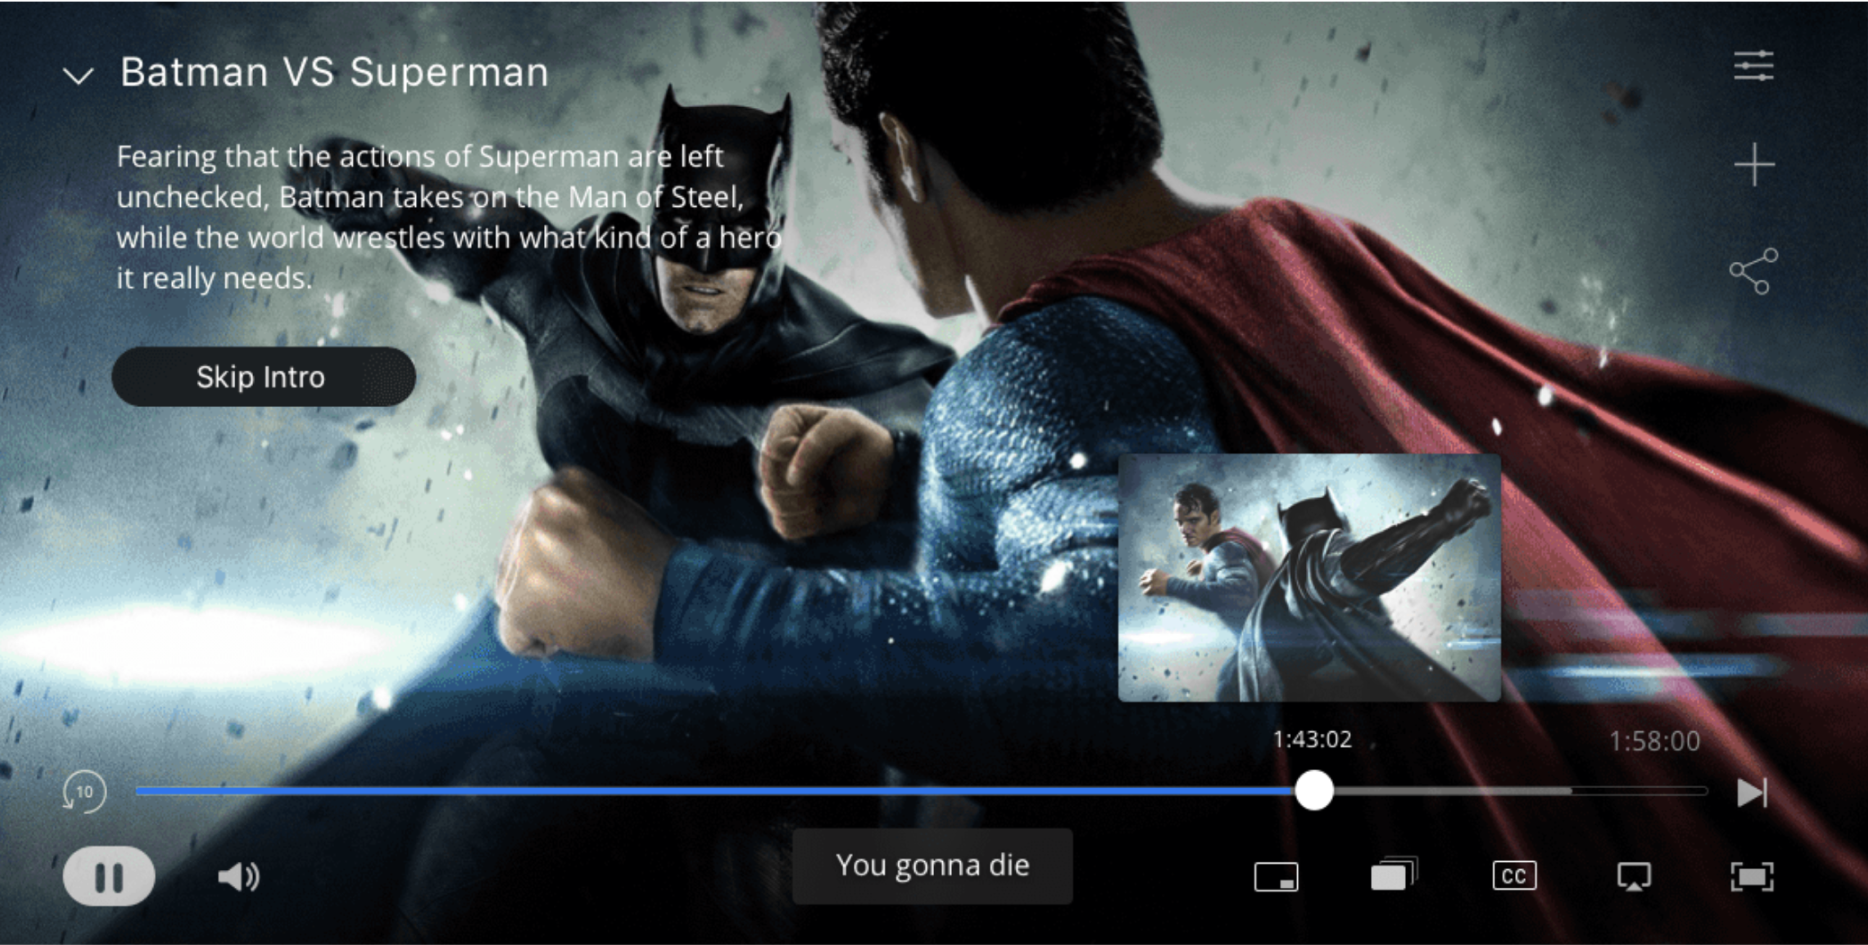 Batman VS Superman
Fearing that the actions of Superman are left
unchecked, Batman takes on the Man of Steel,
while the world wrestles with what kind of a hero
it really needs.
Skip Intro
1:43:02
1:58:00
10
You gonna die
CC